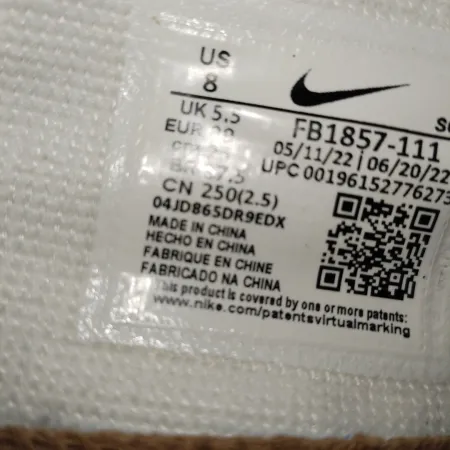 US
8
UK 5.5
EUR
FB1857-111
05/11/22 | 06/20/22
UPC 00196152776273
CN 250(2.5)
04JD865DR9EDX
MADE IN CHINA
HECHO EN CHINA
FABRIQUE EN CHINE
FABRICADO NA CHINA
This product is covered by one or more patents:
www.nike.com/patentsvirtualmarking